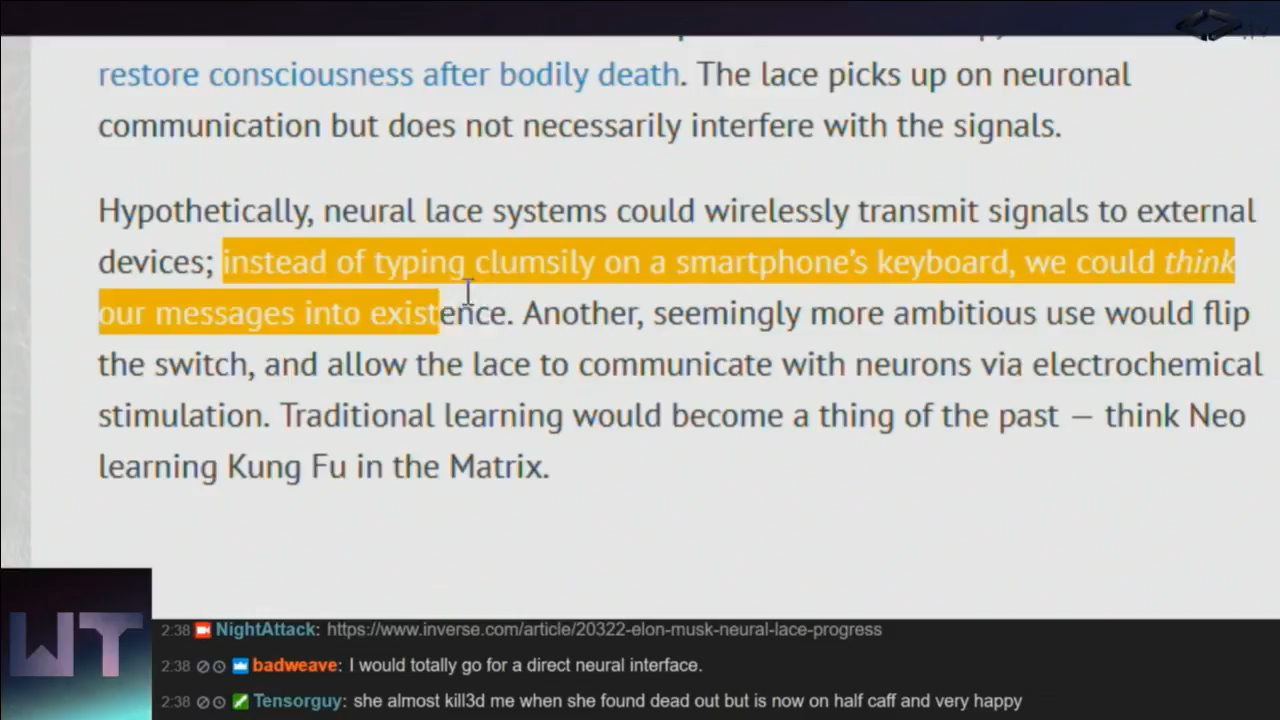 restore consciousness after bodily death. The lace picks up on neuronal
communication but does not necessarily interfere with the signals.
Hypothetically, neural lace systems could wirelessly transmit signals to external
devices; instead of typing clumsily on a smartphone's keyboard, we could think
our messages into existence. Another, seemingly more ambitious use would flip
the switch, and allow the lace to communicate with neurons via electrochemical
stimulation. Traditional learning would become a thing of the past — think Neo
learning Kung Fu in the Matrix.
WT
2:38 NightAttack: https://www.inverse.com/article/20322-elon-musk-neural-lace-progress
2:38 badweave: I would totally go for a direct neural interface.
2:38 Tensorguy: she almost kill3d me when she found dead out but is now on half caff and very happy